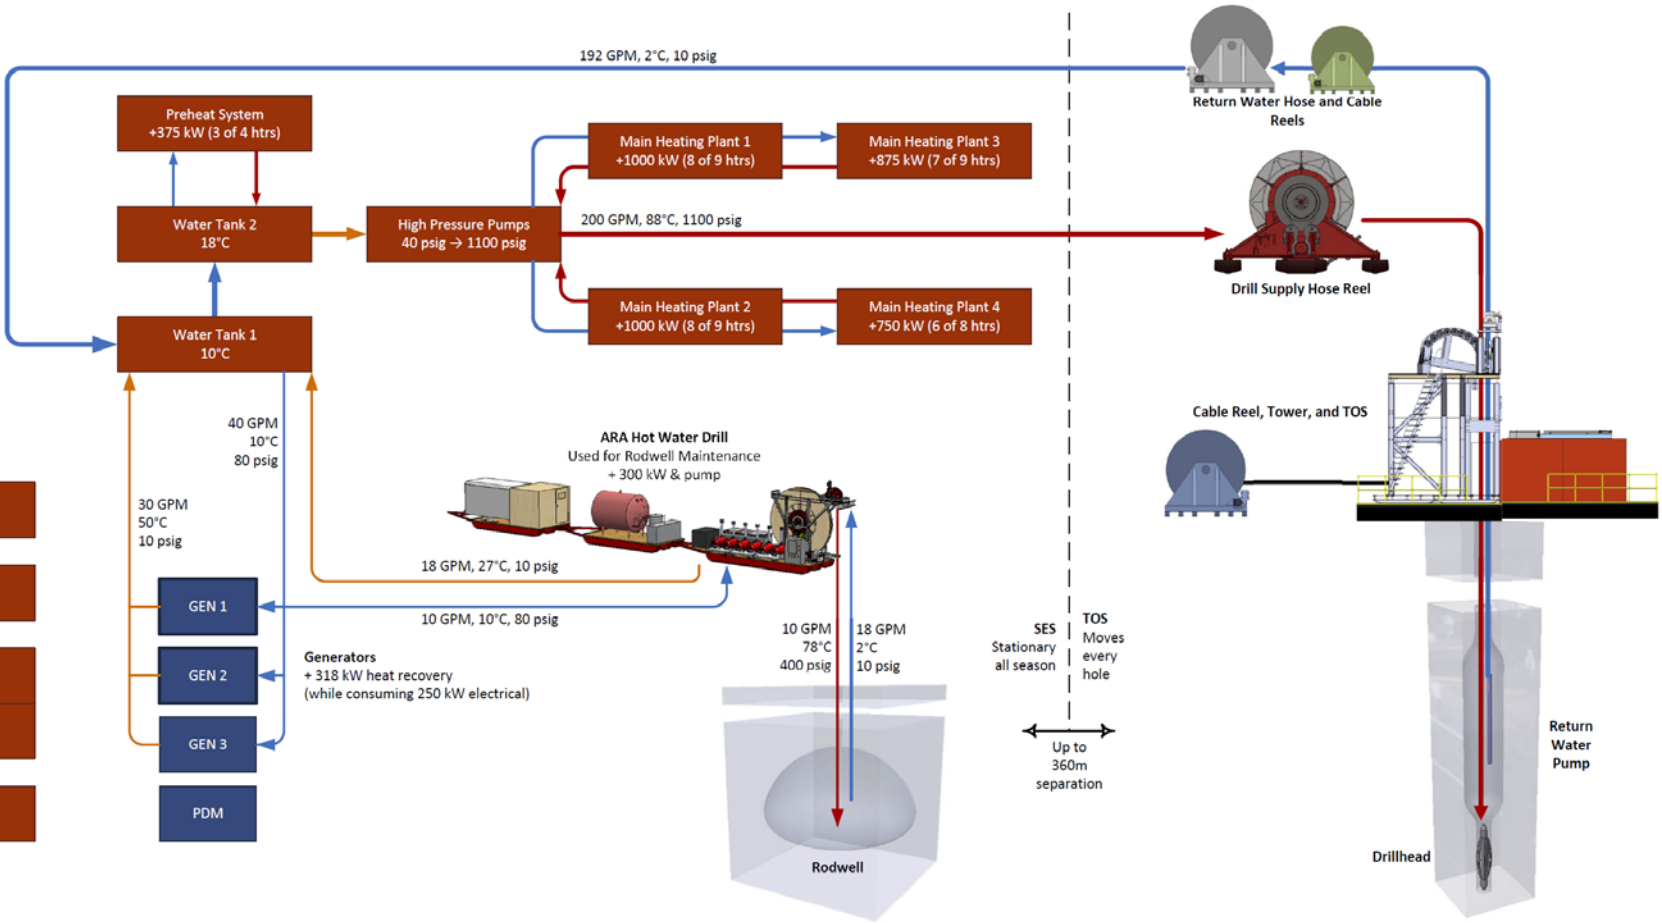 192 GPM, 2°C, 10 psig
Return Water Hose and Cable
Reels
Preheat System
+375 kW (3 of 4 htrs)
Main Heating Plant 1
+1000 kW (8 of 9 htrs)
Main Heating Plant 3
+875 kW (7 of 9 htrs)
Water Tank 2
18°C
High Pressure Pumps
40 psig → 1100 psig
200 GPM, 88°C, 1100 psig
Drill Supply Hose Reel
Water Tank 1
10°C
Main Heating Plant 2
+1000 kW (8 of 9 htrs)
Main Heating Plant 4
+750 kW (6 of 8 htrs)
40 GPM
10°C
80 psig
ARA Hot Water Drill
Used for Rodwell Maintenance
+ 300 kW & pump
Cable Reel, Tower, and TOS
30 GPM
50°C
10 psig
18 GPM, 27°C, 10 psig
10 GPM, 10°C, 80 psig
GEN 1
GEN 2
GEN 3
PDM
Generators
+ 318 kW heat recovery
(while consuming 250 kW electrical)
10 GPM
78°C
400 psig
18 GPM
2°C
10 psig
Rodwell
SES
Stationary
all season
TOS
Moves
every
hole
Up to
360m
separation
Return
Water
Pump
Drillhead